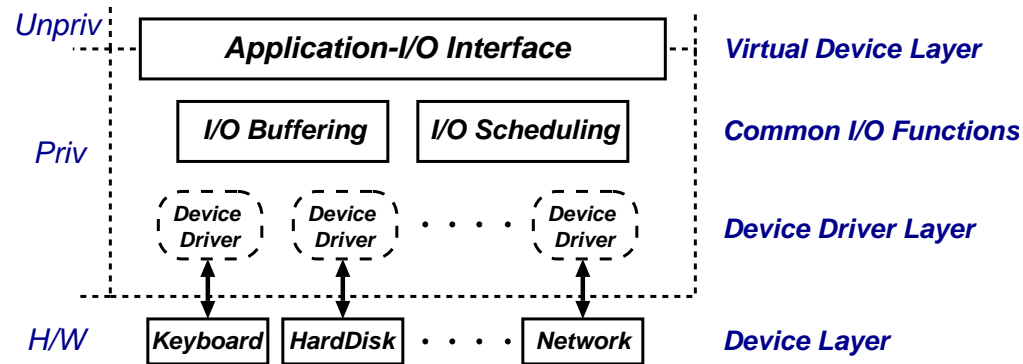 Unpriv
Application-I/O Interface
Virtual Device Layer
Priv
I/O Buffering
I/O Scheduling
Common I/O Functions
Device
Driver
Device
Driver
. . . .
Device
Driver
Device Driver Layer
H/W
Keyboard
HardDisk
. . . .
Network
Device Layer